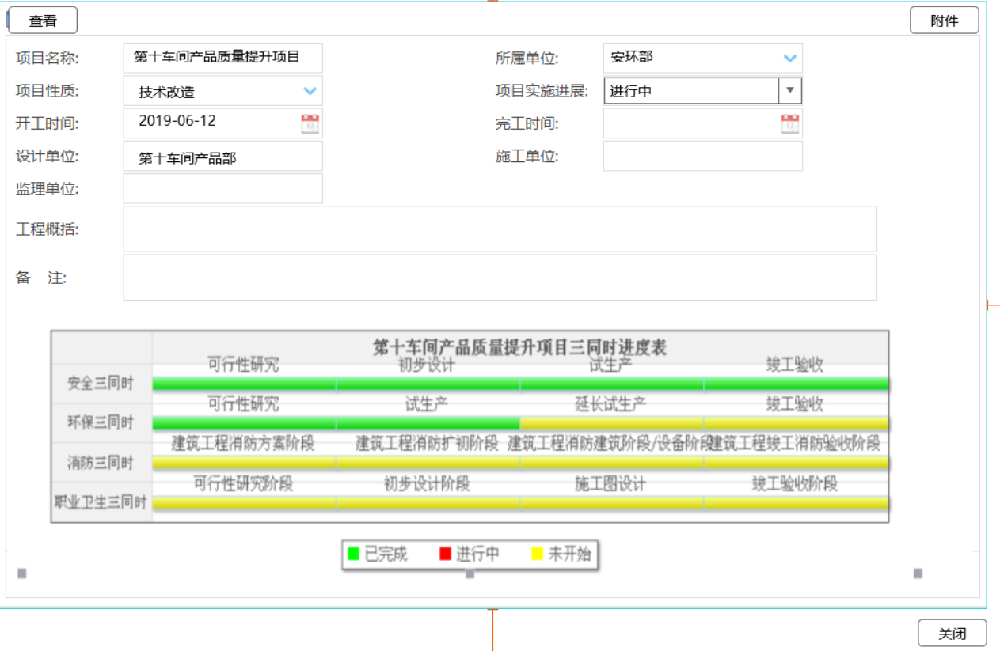 查看
附件
项目名称: 第十车间产品质量提升项目 所属单位: 安环部
项目性质: 技术改造 项目实施进展: 进行中
开工时间: 2019-06-12 完工时间:
设计单位: 第十车间产品部 施工单位:
监理单位:
工程概括:
备 注:
第十车间产品质量提升项目三同时进度表
可行性研究 初步设计 试生产 竣工验收
安全三同时
可行性研究 试生产 延长试生产 竣工验收
环保三同时
建筑工程消防方案阶段 建筑工程消防扩初阶段 建筑工程消防建筑阶段/设备阶段 建筑工程竣工消防验收阶段
消防三同时
可行性研究阶段 初步设计阶段 施工图设计 竣工验收阶段
职业卫生三同时
已完成 进行中 未开始
关闭